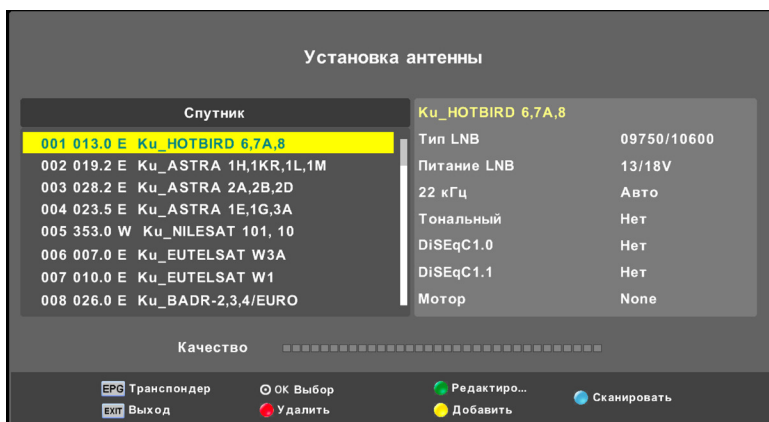 Установка антенны
Спутник
001 013.0 E Ku_HOTBIRD 6,7A,8
002 019.2 E Ku_ASTRA 1H,1KR,1L,1M
003 028.2 E Ku_ASTRA 2A,2B,2D
004 023.5 E Ku_ASTRA 1E,1G,3A
005 353.0 W Ku_NILESAT 101, 10
006 007.0 E Ku_EUTELSAT W3A
007 010.0 E Ku_EUTELSAT W1
008 026.0 E Ku_BADR-2,3,4/EURO
Ku_HOTBIRD 6,7A,8
Тип LNB 09750/10600
Питание LNB 13/18V
22 кГц Авто
Тональный Нет
DiSEqC1.0 Нет
DiSEqC1.1 Нет
Мотор None
Качество
EPG Транспондер OK Выбор Редактиро... Сканировать
EXIT Выход Удалить Добавить